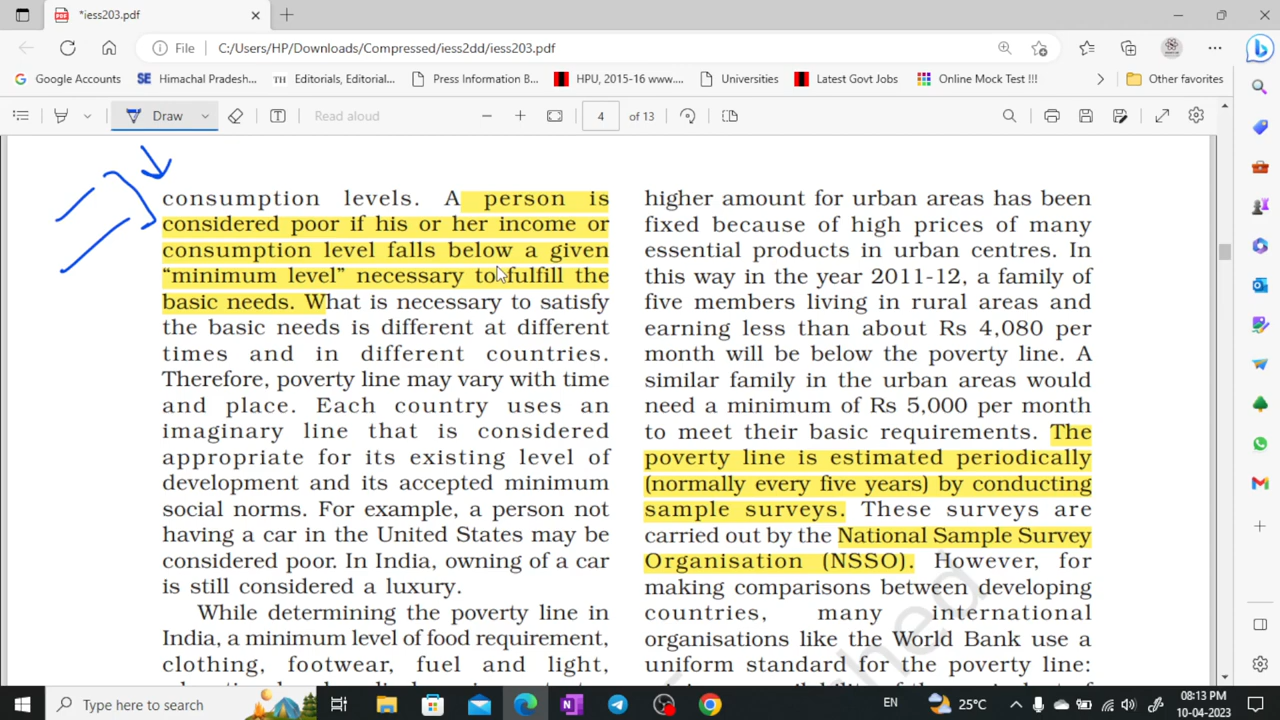 *iess203.pdf
File
C:/Users/HP/Downloads/Compressed/iess2dd/iess203.pdf
Google Accounts
SE Himachal Pradesh...
TH Editorials, Editorial...
Press Information B...
HPU, 2015-16 www....
Universities
Latest Govt Jobs
Online Mock Test !!!
Other favorites
Draw
Read aloud
4 of 13
consumption levels. A person is
considered poor if his or her income or
consumption level falls below a given
“minimum level” necessary to fulfill the
basic needs. What is necessary to satisfy
the basic needs is different at different
times and in different countries.
Therefore, poverty line may vary with time
and place. Each country uses an
imaginary line that is considered
appropriate for its existing level of
development and its accepted minimum
social norms. For example, a person not
having a car in the United States may be
considered poor. In India, owning of a car
is still considered a luxury.
While determining the poverty line in
India, a minimum level of food requirement,
clothing, footwear, fuel and light,
higher amount for urban areas has been
fixed because of high prices of many
essential products in urban centres. In
this way in the year 2011-12, a family of
five members living in rural areas and
earning less than about Rs 4,080 per
month will be below the poverty line. A
similar family in the urban areas would
need a minimum of Rs 5,000 per month
to meet their basic requirements. The
poverty line is estimated periodically
(normally every five years) by conducting
sample surveys. These surveys are
carried out by the National Sample Survey
Organisation (NSSO). However, for
making comparisons between developing
countries, many international
organisations like the World Bank use a
uniform standard for the poverty line:
Type here to search
EN
25°C
08:13 PM
10-04-2023